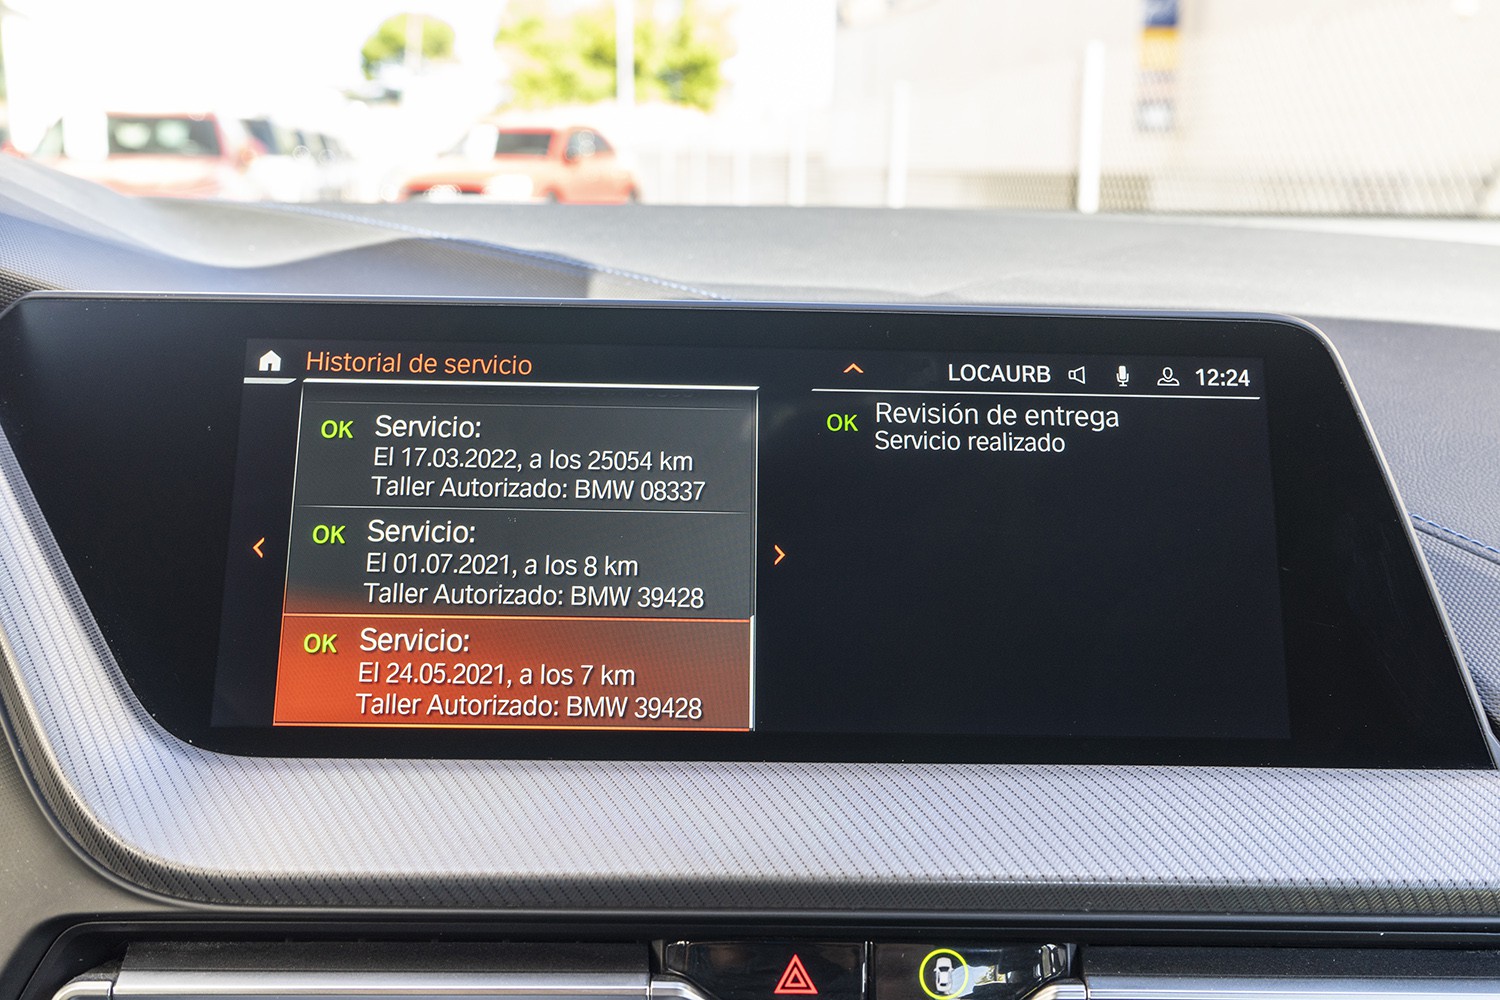 Historial de servicio
LOCAURB 12:24
OK Servicio:
El 17.03.2022, a los 25054 km
Taller Autorizado: BMW 08337
OK Servicio:
El 01.07.2021, a los 8 km
Taller Autorizado: BMW 39428
OK Servicio:
El 24.05.2021, a los 7 km
Taller Autorizado: BMW 39428
OK Revisión de entrega
Servicio realizado